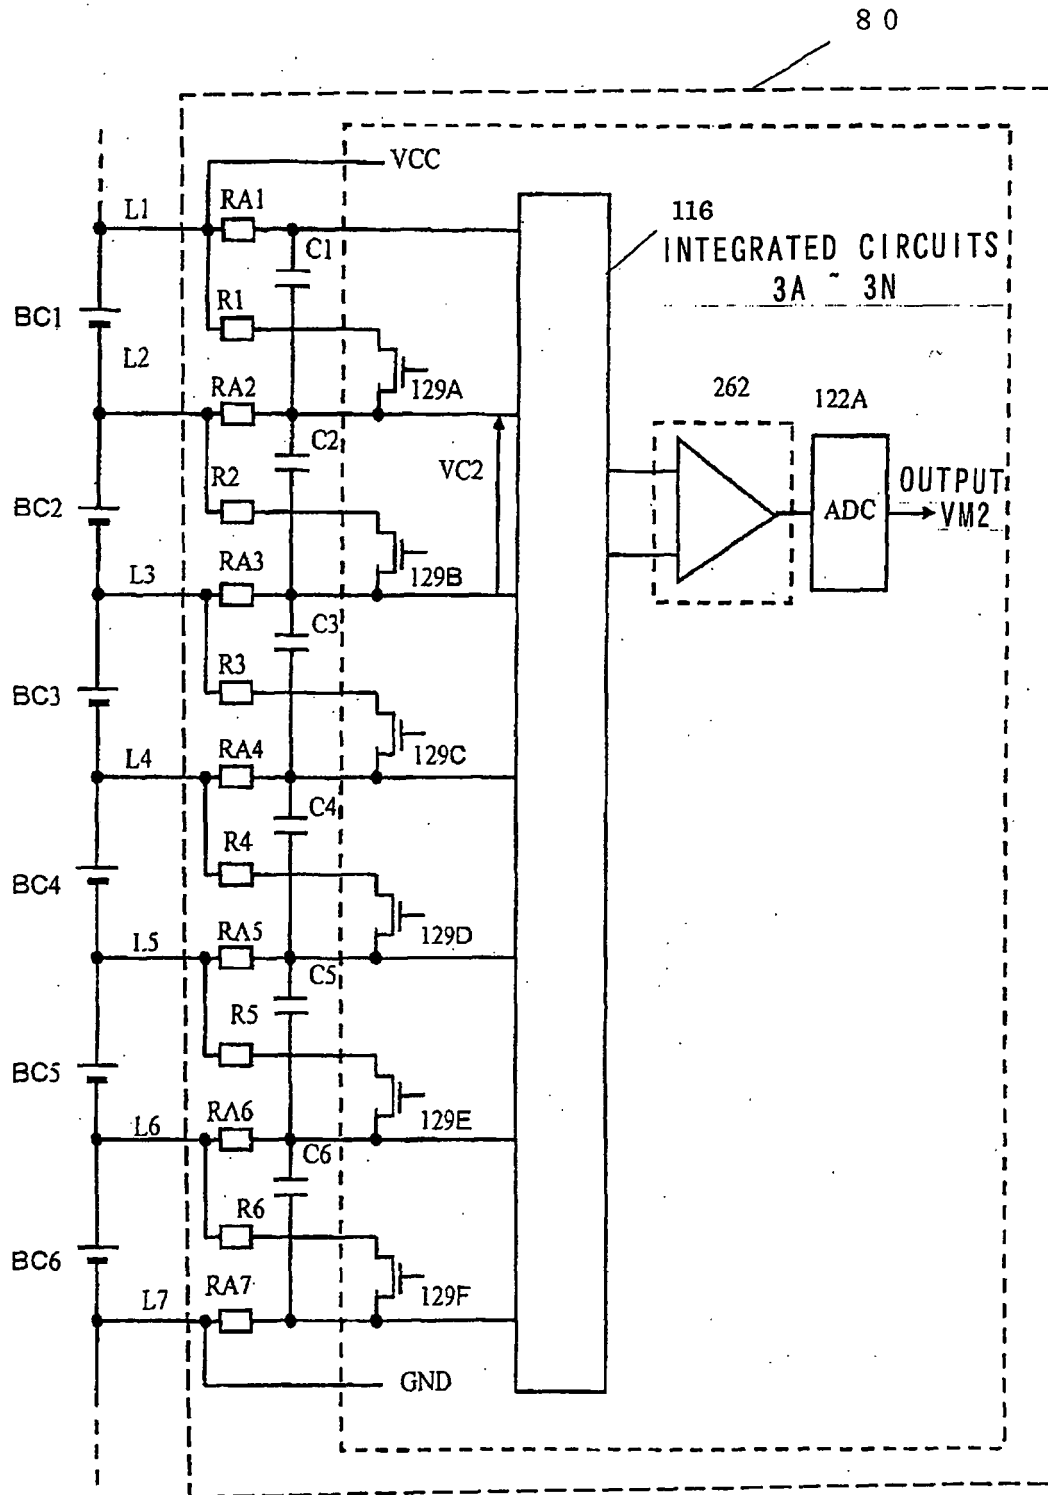 80
VCC
L1
RA1
C1
116
INTEGRATED CIRCUITS
3A ~ 3N
R1
BC1
L2
129A
RA2
262
122A
C2
VC2
R2
OUTPUT
BC2
ADC
VM2
L3
RA3
129B
C3
R3
BC3
L4
RA4
129C
C4
R4
BC4
L5
RA5
129D
C5
R5
BC5
L6
RA6
129E
C6
R6
BC6
L7
RA7
129F
GND